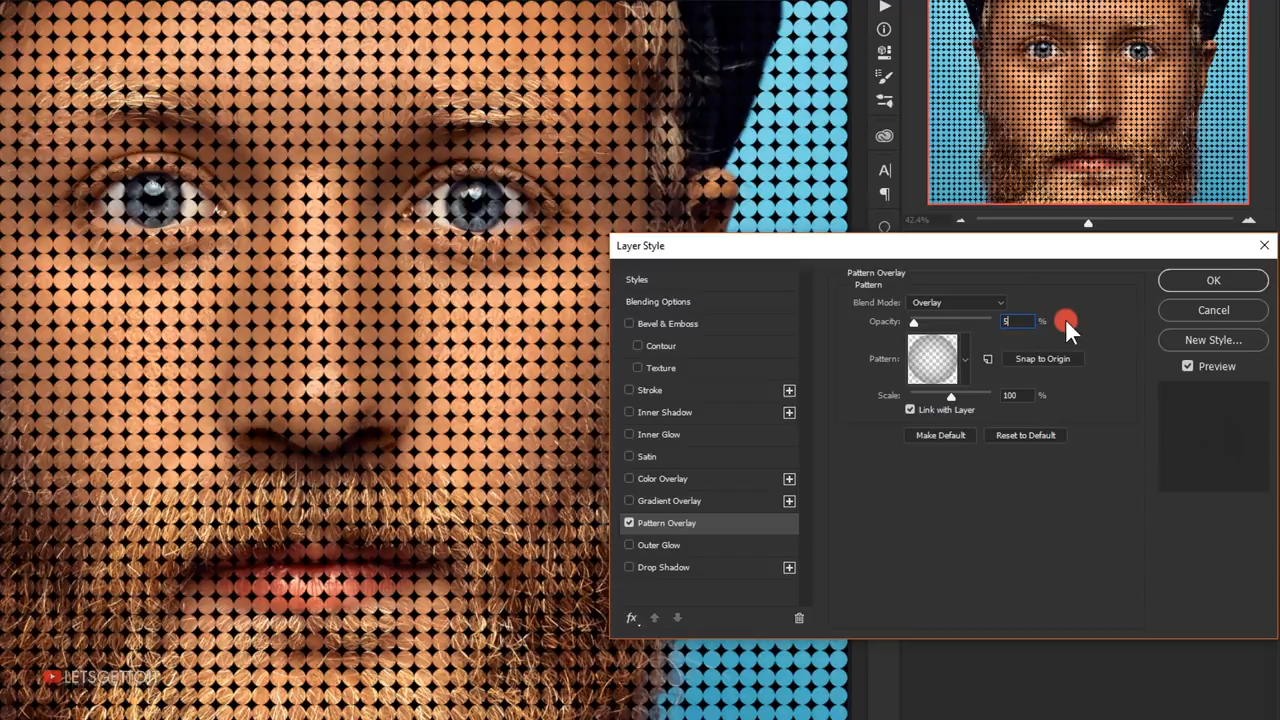 42.4%
Layer Style
Styles
Blending Options
Bevel & Emboss
Contour
Texture
Stroke
Inner Shadow
Inner Glow
Satin
Color Overlay
Gradient Overlay
Pattern Overlay
Outer Glow
Drop Shadow
fx
Pattern Overlay
Pattern
Blend Mode: Overlay
Opacity: 5 %
Pattern:
Snap to Origin
Scale: 100 %
Link with Layer
Make Default
Reset to Default
OK
Cancel
New Style...
Preview